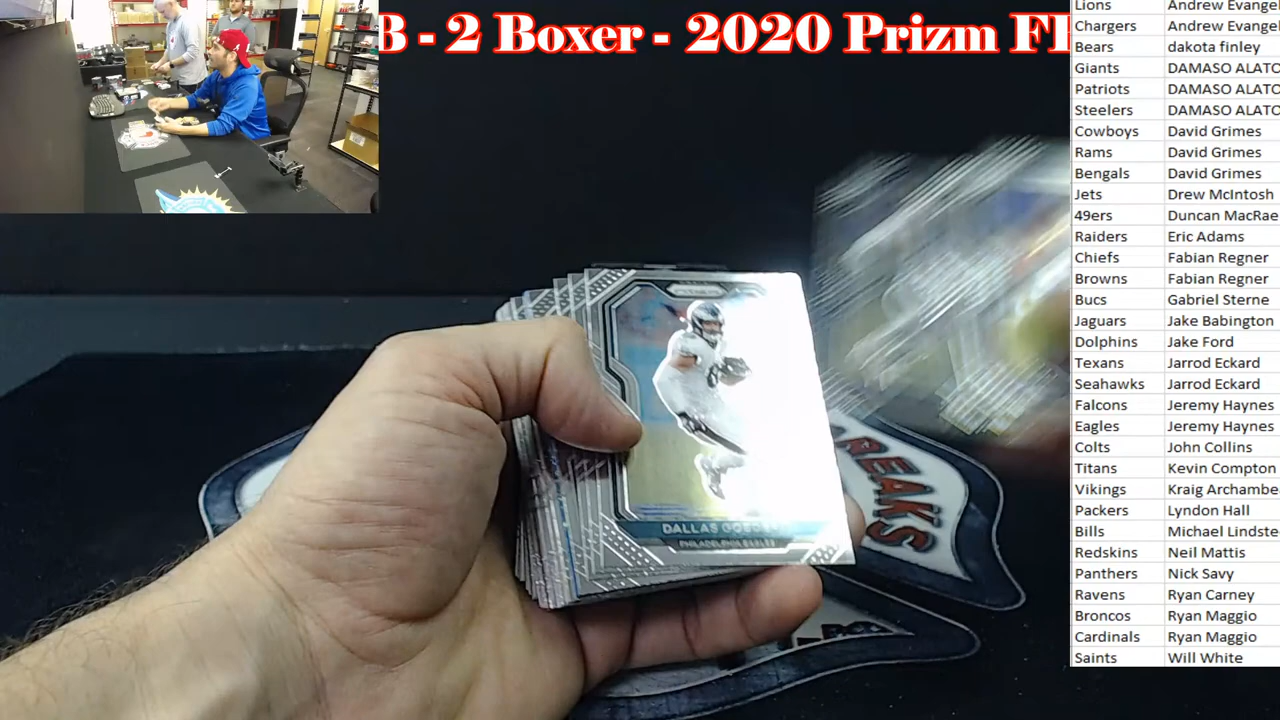 B - 2 Boxer - 2020 Prizm
Lions Andrew Evangel
Chargers Andrew Evangel
Bears dakota finley
Giants DAMASO ALATO
Patriots DAMASO ALATO
Steelers DAMASO ALATO
Cowboys David Grimes
Rams David Grimes
Bengals David Grimes
Jets Drew McIntosh
49ers Duncan MacRae
Raiders Eric Adams
Chiefs Fabian Regner
Browns Fabian Regner
Bucs Gabriel Sterne
Jaguars Jake Babington
Dolphins Jake Ford
Texans Jarrod Eckard
Seahawks Jarrod Eckard
Falcons Jeremy Haynes
Eagles Jeremy Haynes
Colts John Collins
Titans Kevin Compton
Vikings Kraig Archambe
Packers Lyndon Hall
Bills Michael Lindste
Redskins Neil Mattis
Panthers Nick Savy
Ravens Ryan Carney
Broncos Ryan Maggio
Cardinals Ryan Maggio
Saints Will White
DALLAS
PHILADELPHIA EAGLES
REAKS